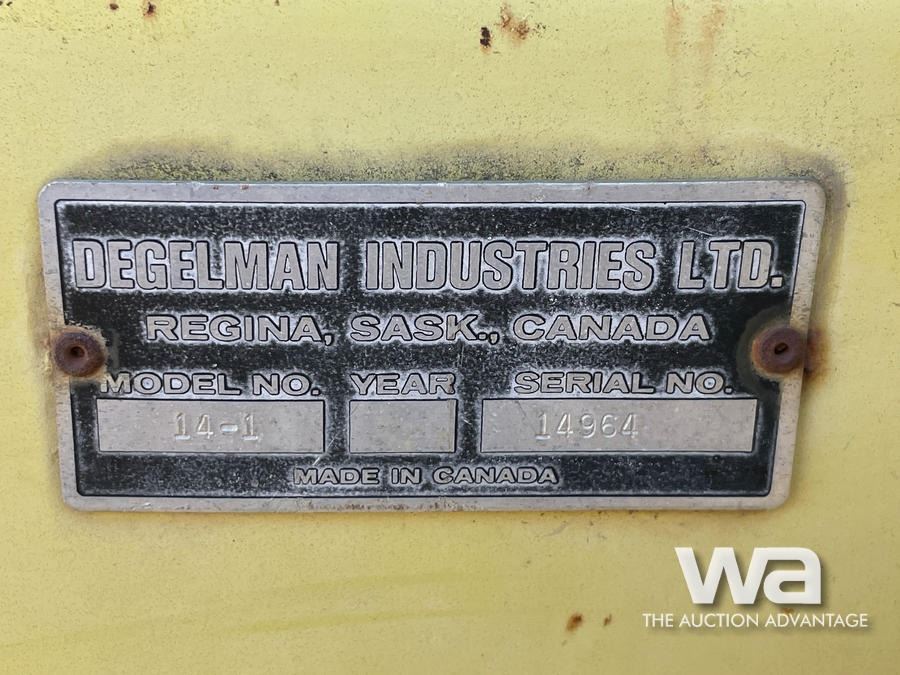 DEGELMAN INDUSTRIES LTD.
REGINA, SASK., CANADA
MODEL NO. YEAR SERIAL NO.
14-1 14964
MADE IN CANADA
wa
THE AUCTION ADVANTAGE